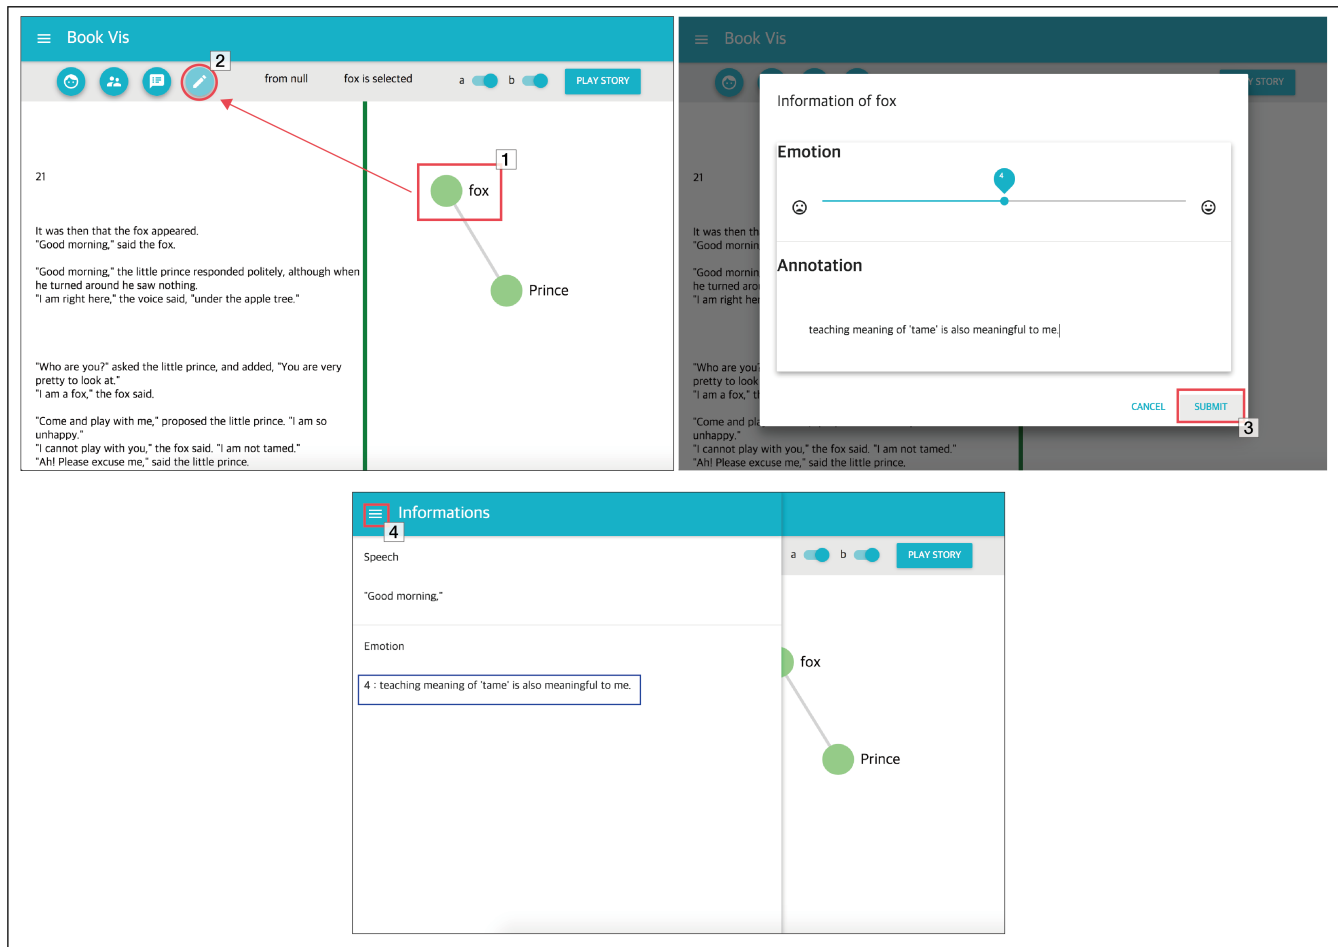 Book Vis
2
from null fox is selected a b PLAY STORY
1
fox
Prince
21
It was then that the fox appeared.
"Good morning," said the fox.
"Good morning," the little prince responded politely, although when
he turned around he saw nothing.
"I am right here," the voice said, "under the apple tree."
"Who are you?" asked the little prince, and added, "You are very
pretty to look at."
"I am a fox," the fox said.
"Come and play with me," proposed the little prince. "I am so
unhappy."
"I cannot play with you," the fox said. "I am not tamed."
"Ah! Please excuse me," said the little prince.
Book Vis
Y STORY
Information of fox
Emotion
4
Annotation
teaching meaning of 'tame' is also meaningful to me.
CANCEL SUBMIT
3
21
It was then th
"Good mornin
"Good mornin
he turned arou
"I am right her
"Who are you?
pretty to look
"I am a fox," th
"Come and pla
unhappy."
"I cannot play with you," the fox said. "I am not tamed."
"Ah! Please excuse me," said the little prince.
Informations
4
Speech
"Good morning,"
Emotion
4 : teaching meaning of 'tame' is also meaningful to me.
a b PLAY STORY
fox
Prince